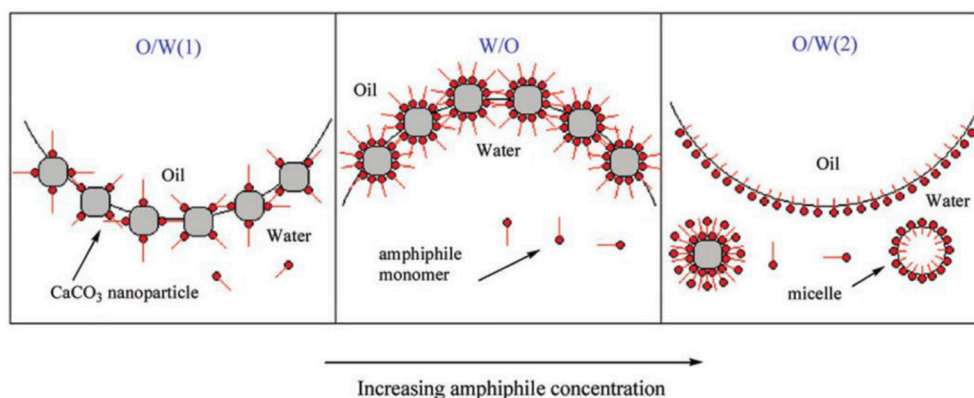 O/W(1)
W/O
O/W(2)
Oil
Water
CaCO₃ nanoparticle
Oil
Water
amphiphile
monomer
Oil
Water
micelle
Increasing amphiphile concentration